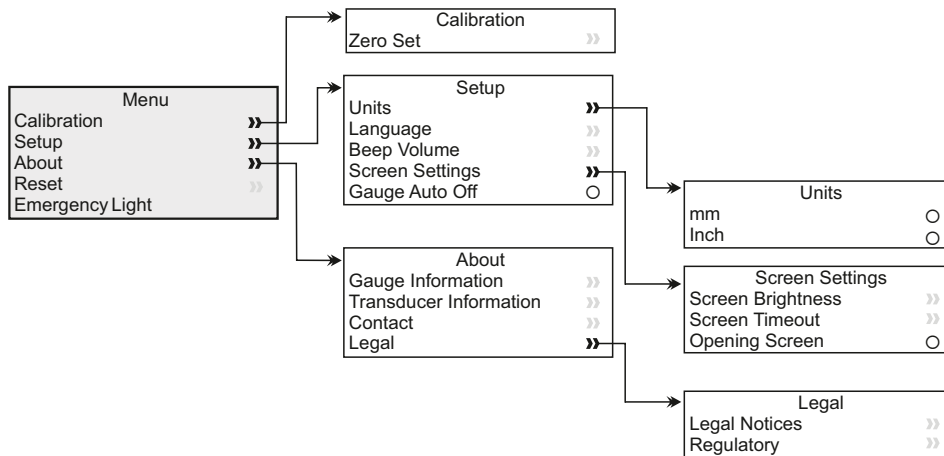 Calibration
Zero Set
Menu
Calibration
Setup
About
Reset
Emergency Light
Setup
Units
Language
Beep Volume
Screen Settings
Gauge Auto Off
Units
mm
Inch
About
Gauge Information
Transducer Information
Contact
Legal
Screen Settings
Screen Brightness
Screen Timeout
Opening Screen
Legal
Legal Notices
Regulatory